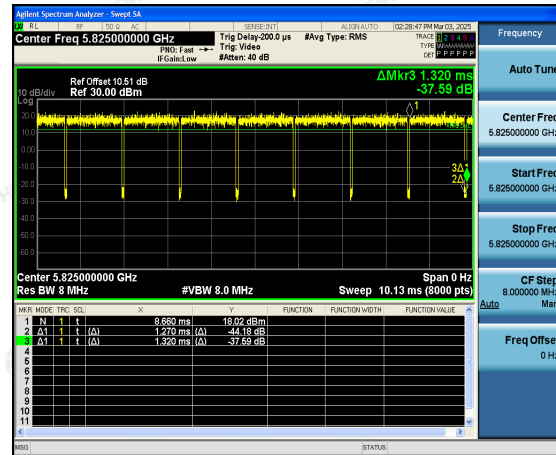 Agilent Spectrum Analyzer - Swept SA
RL RF 50 Ω AC SENSE:INT ALIGN AUTO 02:28:47 PM Mar 03, 2025
Center Freq 5.825000000 GHz
PNO: Fast
IFGain:Low
Trig Delay-200.0 µs
Trig: Video
#Atten: 40 dB
#Avg Type: RMS
TRACE 1 2 3 4 5 6
TYPE WWWWWW
DET P P P P P P
Ref Offset 10.51 dB
Ref 30.00 dBm
10 dB/div
Log
ΔMkr3 1.320 ms
-37.59 dB
20.0
10.0
0.00
-10.0
-20.0
-30.0
-40.0
-50.0
-60.0
1
3Δ1
2Δ
Center 5.825000000 GHz Span 0 Hz
Res BW 8 MHz #VBW 8.0 MHz Sweep 10.13 ms (8000 pts)
MKR MODE TRC SCL X Y FUNCTION FUNCTION WIDTH FUNCTION VALUE
1 N 1 t 8.660 ms 18.02 dBm
2 Δ1 1 t (Δ) 1.270 ms (Δ) -44.18 dB
3 Δ1 1 t (Δ) 1.320 ms (Δ) -37.59 dB
4
5
6
7
8
9
10
11
MSG STATUS
Frequency
Auto Tune
Center Freq
5.825000000 GHz
Start Freq
5.825000000 GHz
Stop Freq
5.825000000 GHz
CF Step
8.000000 MHz
Auto Man
Freq Offset
0 Hz